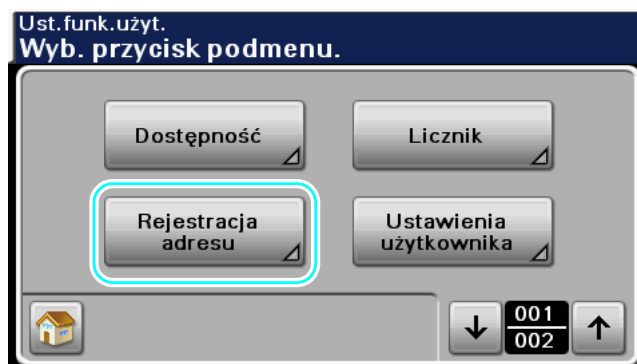 Ust.funk.użyt.
Wyb. przycisk podmenu.
Dostępność
Licznik
Rejestracja
adresu
Ustawienia
użytkownika
001
002